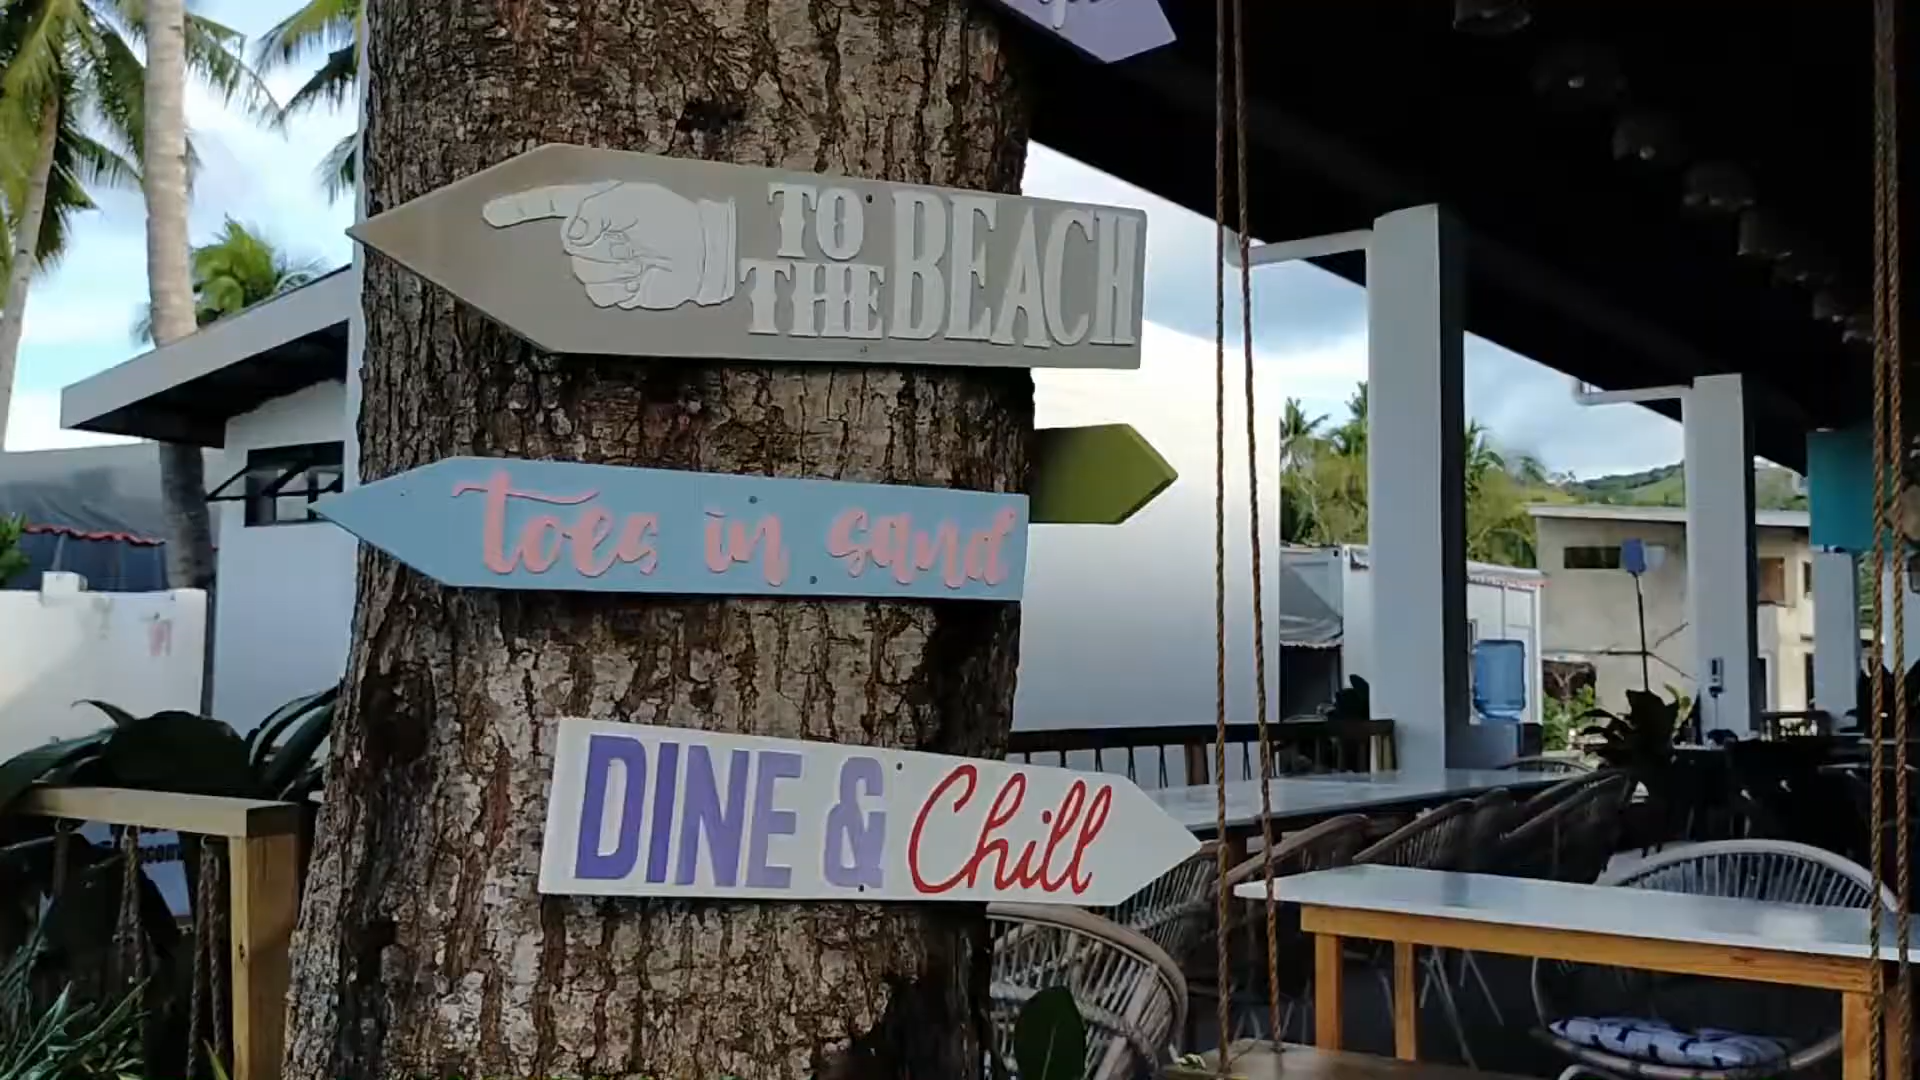 TO
THE BEACH
toes in sand
DINE & Chill